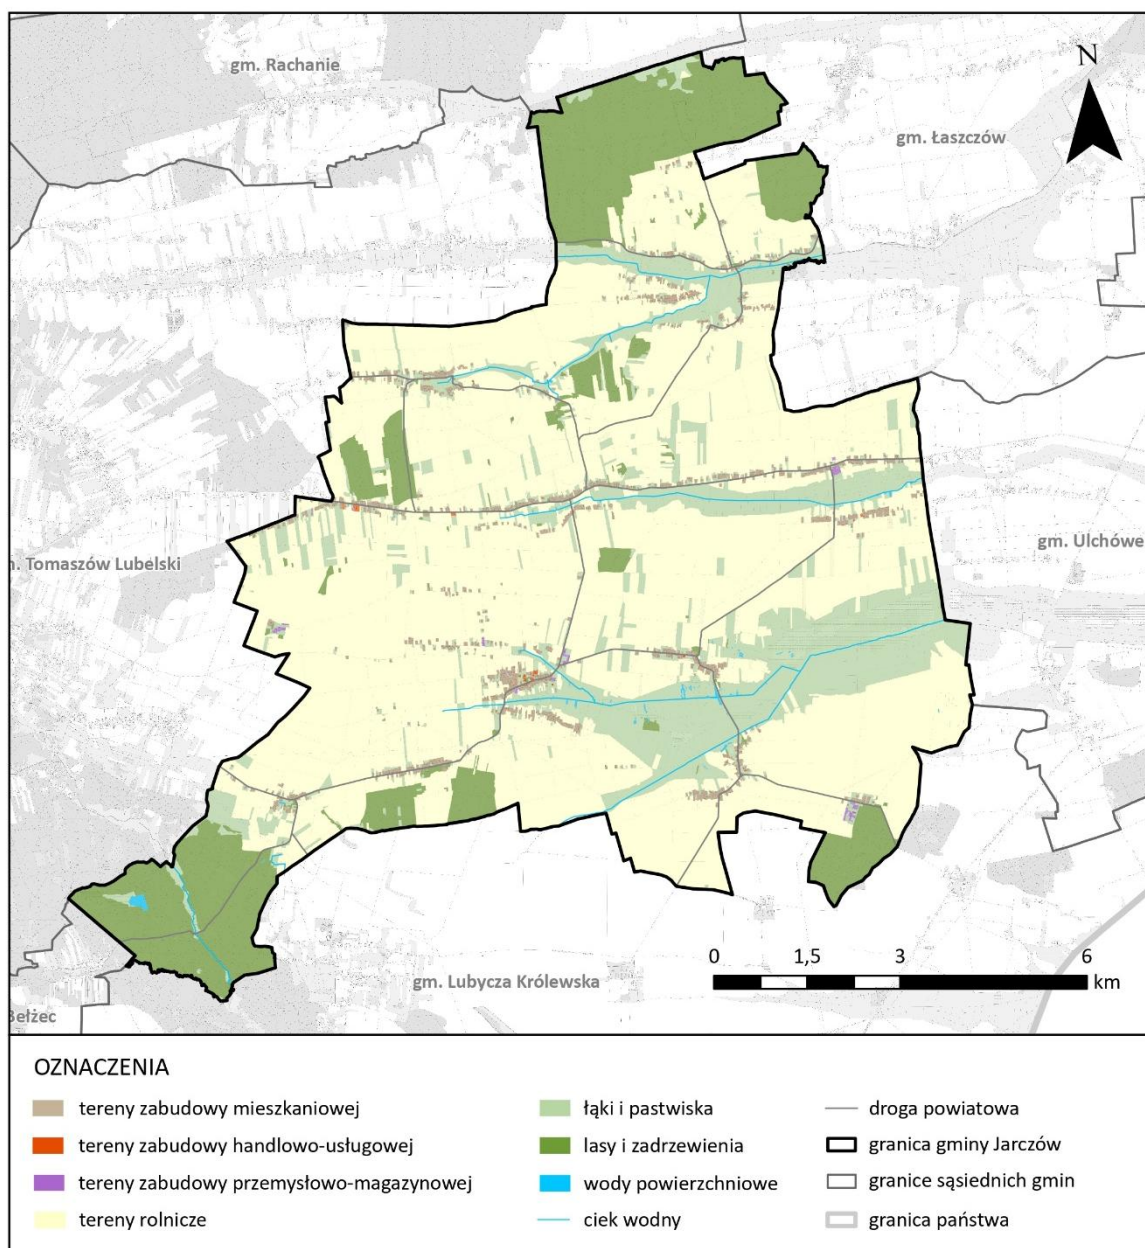 gm. Rachanie
N
gm. Łaszczów
m. Tomaszów Lubelski
gm. Ulchówe
0 1,5 3 6
km
gm. Lubycza Królewska
Bełżec
OZNACZENIA
tereny zabudowy mieszkaniowej
tereny zabudowy handlowo-usługowej
tereny zabudowy przemysłowo-magazynowej
tereny rolnicze
łąki i pastwiska
lasy i zadrzewienia
wody powierzchniowe
ciek wodny
droga powiatowa
granica gminy Jarczów
granice sąsiednich gmin
granica państwa